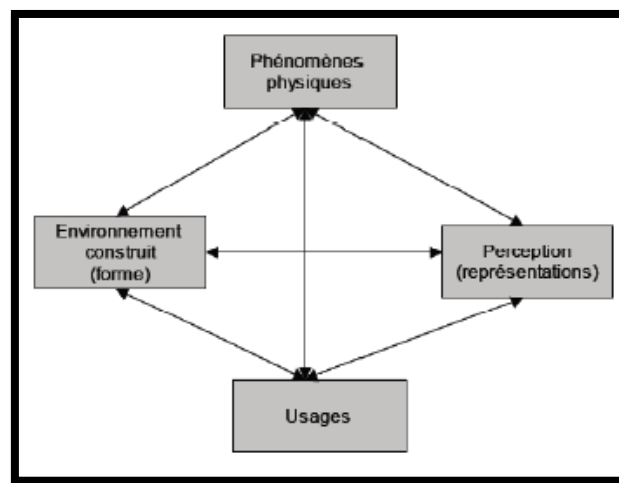 Phénomènes
physiques
Environnement
construit
(forme)
Perception
(représentations)
Usages